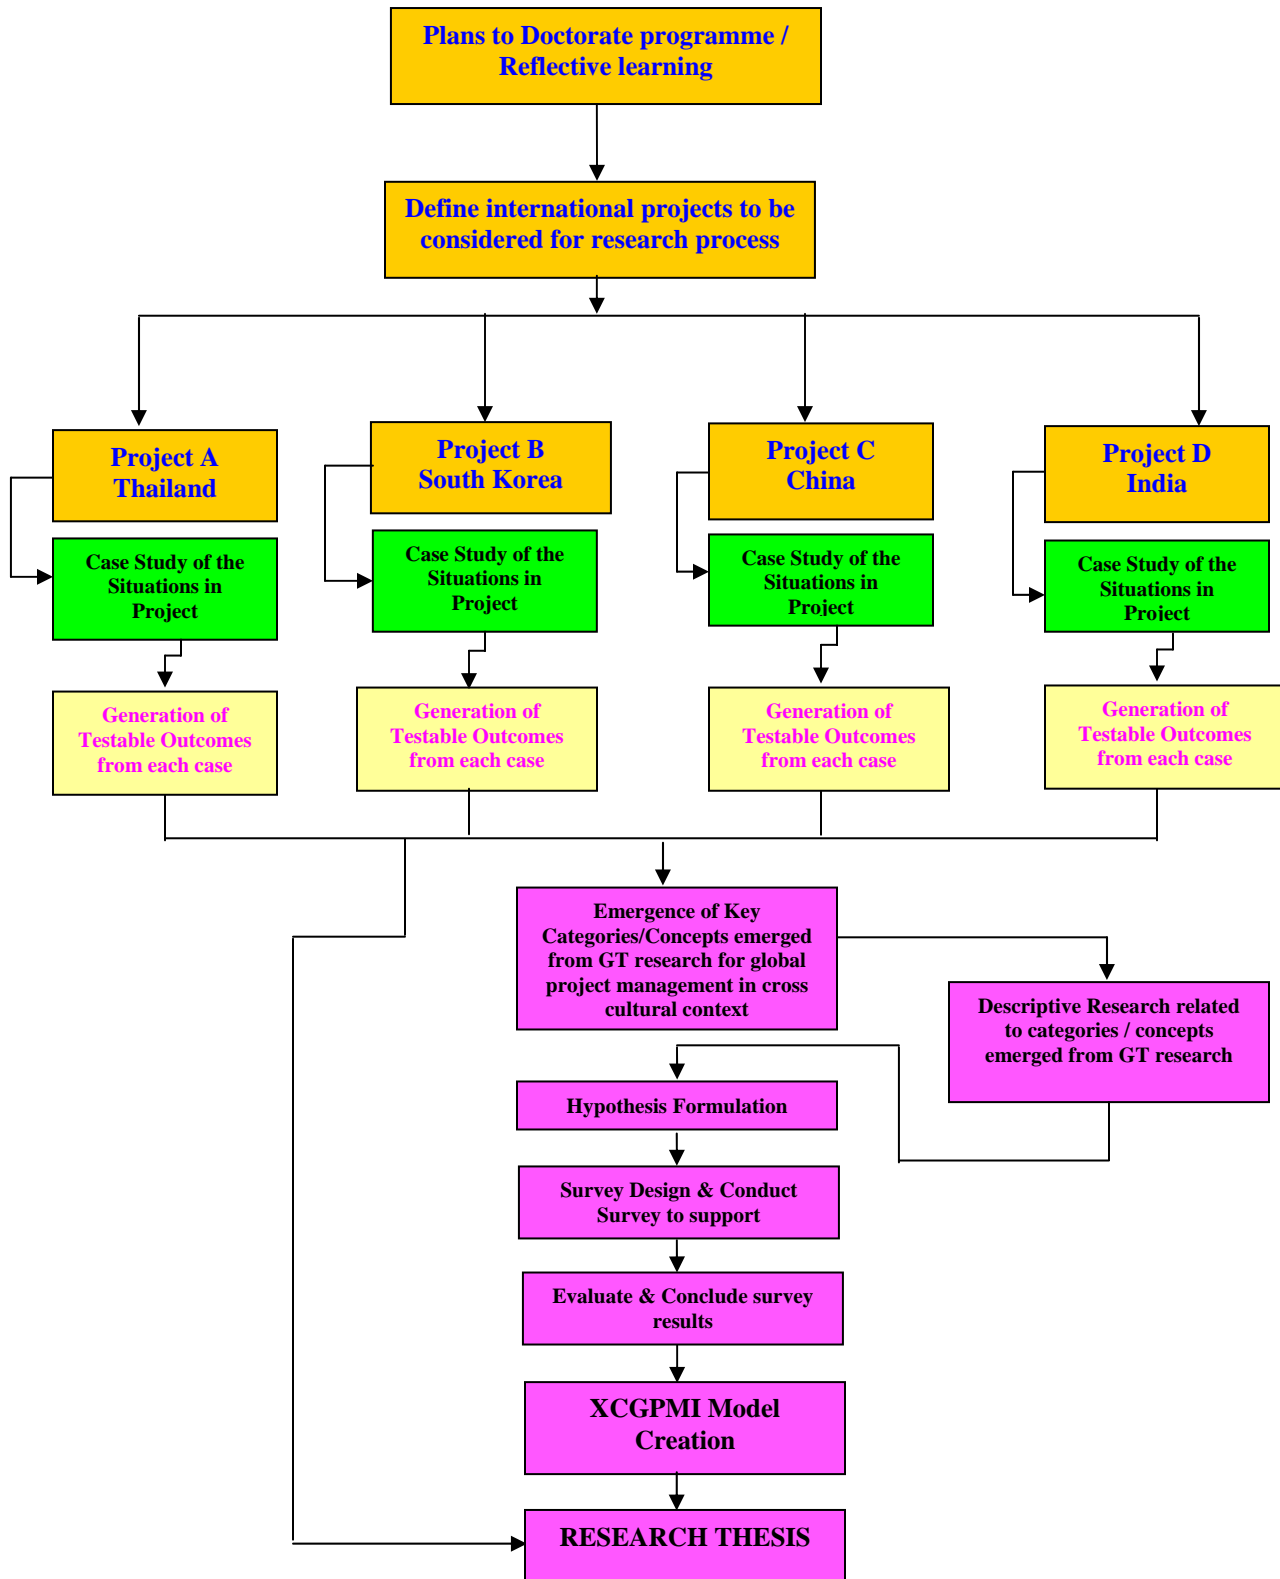 Plans to Doctorate programme /
Reflective learning
Define international projects to be
considered for research process
Project A
Thailand
Project B
South Korea
Project C
China
Project D
India
Case Study of the
Situations in
Project
Case Study of the
Situations in
Project
Case Study of the
Situations in
Project
Case Study of the
Situations in
Project
Generation of
Testable Outcomes
from each case
Generation of
Testable Outcomes
from each case
Generation of
Testable Outcomes
from each case
Generation of
Testable Outcomes
from each case
Emergence of Key
Categories/Concepts emerged
from GT research for global
project management in cross
cultural context
Descriptive Research related
to categories / concepts
emerged from GT research
Hypothesis Formulation
Survey Design & Conduct
Survey to support
Evaluate & Conclude survey
results
XCGPMI Model
Creation
RESEARCH THESIS